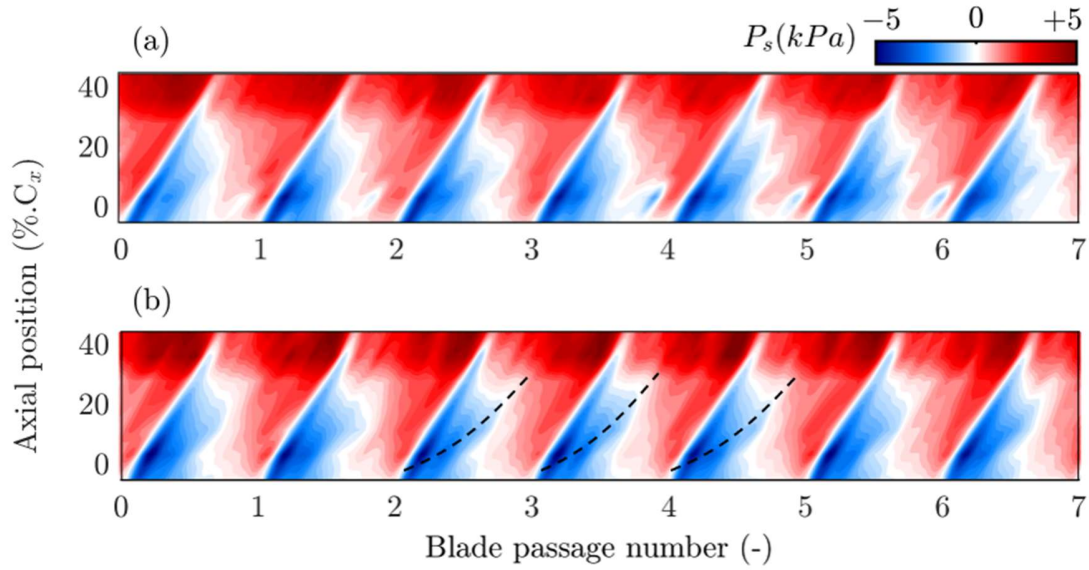 (a)
P_s(kPa) −5 0 +5
40
20
0
0 1 2 3 4 5 6 7
Axial position (%.C_x)
(b)
40
20
0
0 1 2 3 4 5 6 7
Blade passage number (-)